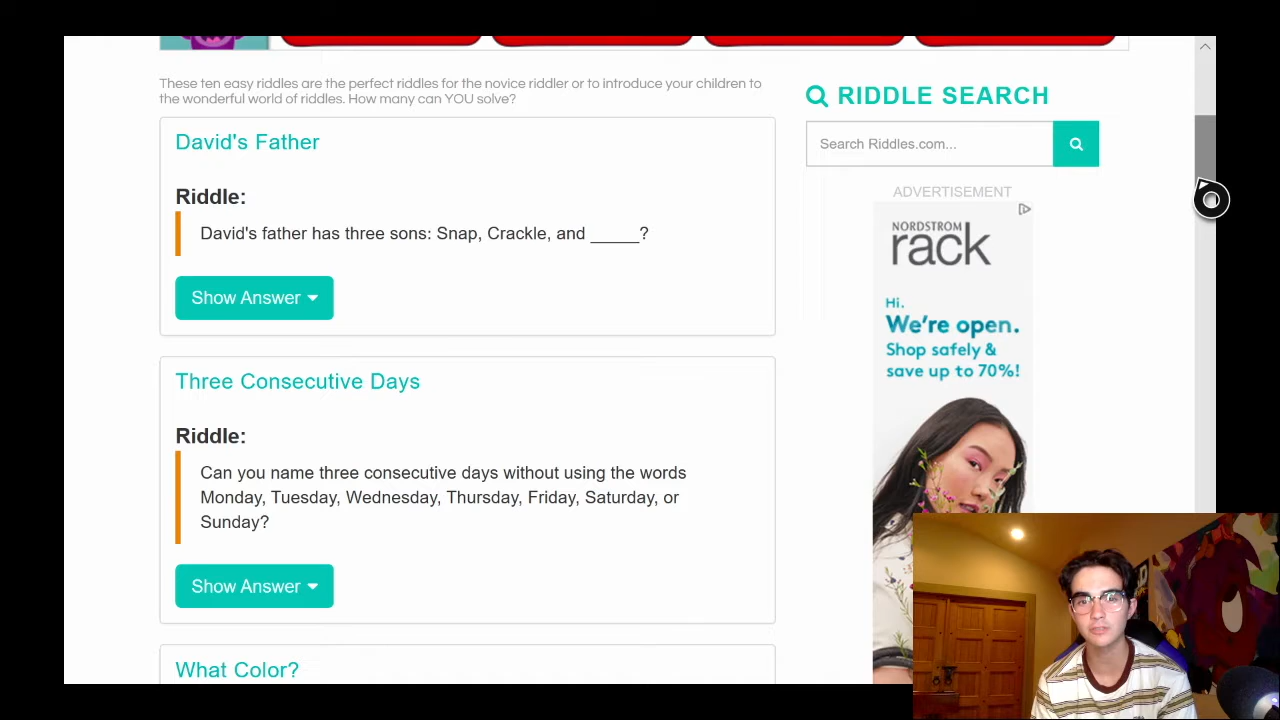 These ten easy riddles are the perfect riddles for the novice riddler or to introduce your children to
the wonderful world of riddles. How many can YOU solve?
David's Father
Riddle:
David's father has three sons: Snap, Crackle, and _____?
Show Answer
Three Consecutive Days
Riddle:
Can you name three consecutive days without using the words
Monday, Tuesday, Wednesday, Thursday, Friday, Saturday, or
Sunday?
Show Answer
What Color?
RIDDLE SEARCH
Search Riddles.com...
ADVERTISEMENT
NORDSTROM
rack
Hi.
We're open.
Shop safely &
save up to 70%!